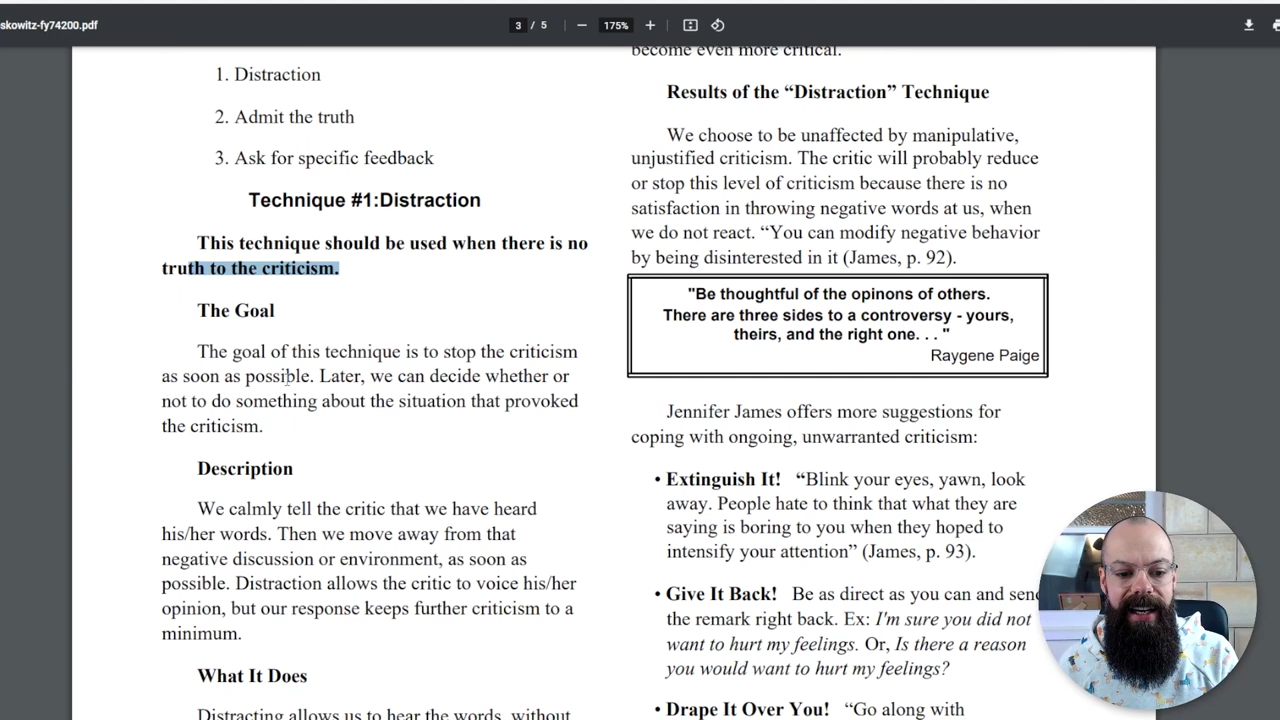 skowitz-fy74200.pdf
3 / 5
175%
1. Distraction
2. Admit the truth
3. Ask for specific feedback
Technique #1:Distraction
This technique should be used when there is no
truth to the criticism.
The Goal
The goal of this technique is to stop the criticism
as soon as possible. Later, we can decide whether or
not to do something about the situation that provoked
the criticism.
Description
We calmly tell the critic that we have heard
his/her words. Then we move away from that
negative discussion or environment, as soon as
possible. Distraction allows the critic to voice his/her
opinion, but our response keeps further criticism to a
minimum.
What It Does
Distracting allows us to hear the words, without
become even more critical.
Results of the “Distraction” Technique
We choose to be unaffected by manipulative,
unjustified criticism. The critic will probably reduce
or stop this level of criticism because there is no
satisfaction in throwing negative words at us, when
we do not react. “You can modify negative behavior
by being disinterested in it (James, p. 92).
"Be thoughtful of the opinons of others.
There are three sides to a controversy - yours,
theirs, and the right one. . . "
Raygene Paige
Jennifer James offers more suggestions for
coping with ongoing, unwarranted criticism:
• Extinguish It! “Blink your eyes, yawn, look
away. People hate to think that what they are
saying is boring to you when they hoped to
intensify your attention” (James, p. 93).
• Give It Back! Be as direct as you can and send
the remark right back. Ex: I'm sure you did not
want to hurt my feelings. Or, Is there a reason
you would want to hurt my feelings?
• Drape It Over You! “Go along with